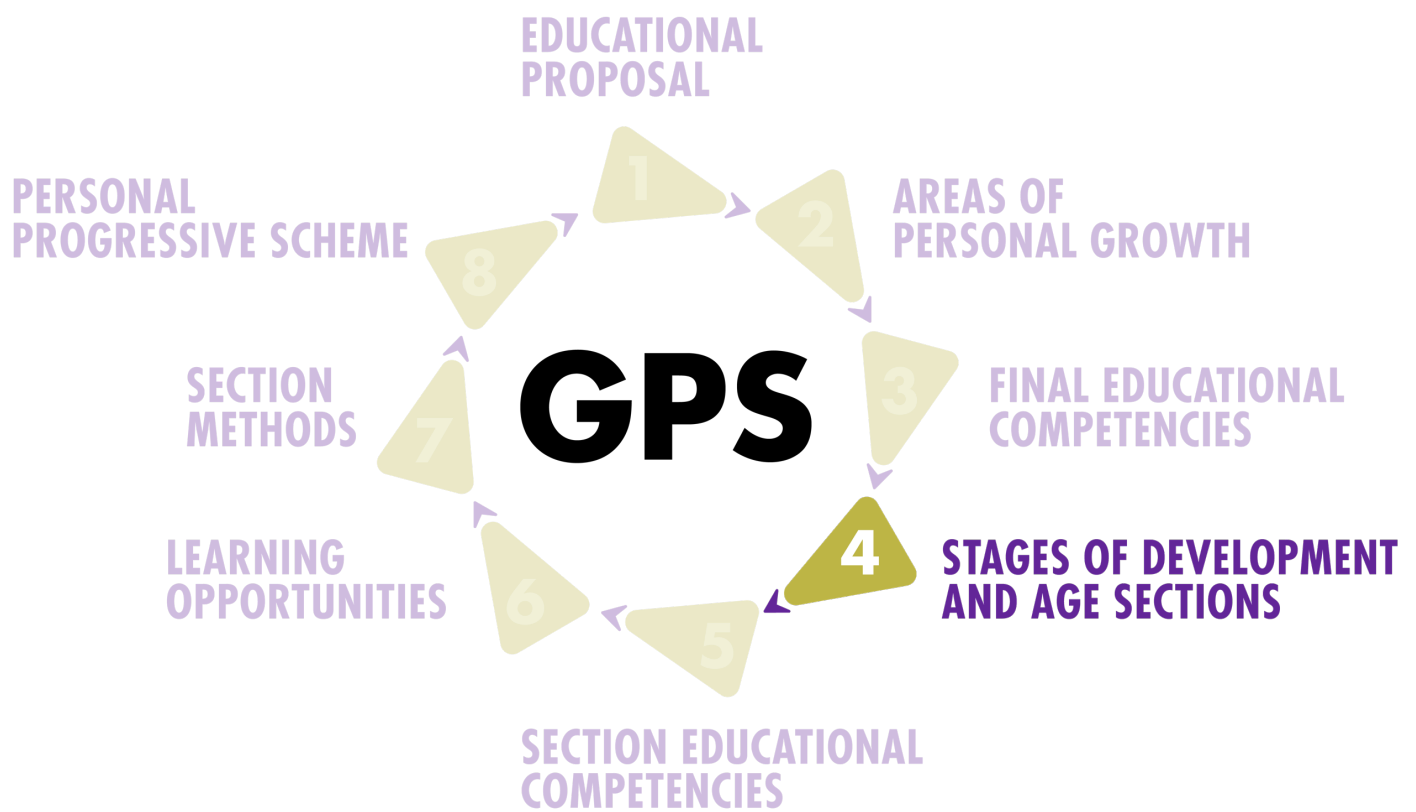 EDUCATIONAL
PROPOSAL
1
2
AREAS OF
PERSONAL GROWTH
3
FINAL EDUCATIONAL
COMPETENCIES
4
STAGES OF DEVELOPMENT
AND AGE SECTIONS
5
SECTION EDUCATIONAL
COMPETENCIES
6
LEARNING
OPPORTUNITIES
7
SECTION
METHODS
8
PERSONAL
PROGRESSIVE SCHEME
GPS